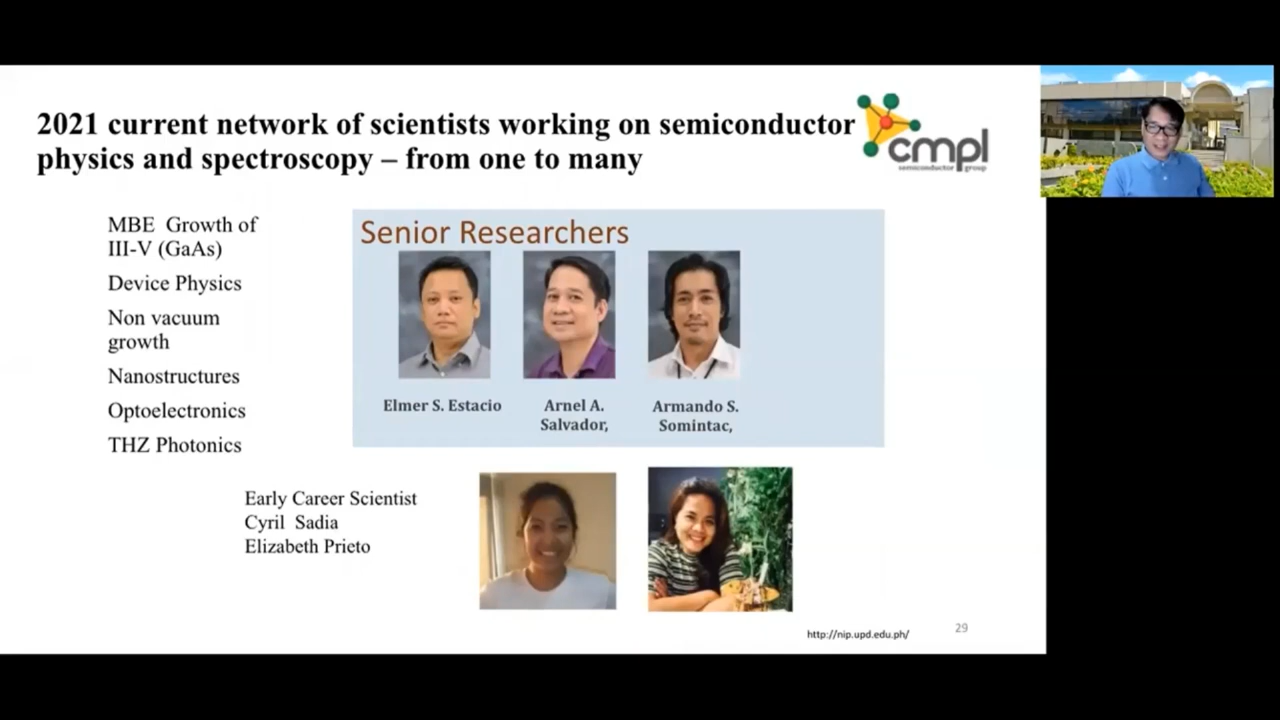 2021 current network of scientists working on semiconductor
physics and spectroscopy – from one to many
cmpl
semiconductor group
MBE Growth of
III-V (GaAs)
Device Physics
Non vacuum
growth
Nanostructures
Optoelectronics
THZ Photonics
Senior Researchers
Elmer S. Estacio
Arnel A.
Salvador,
Armando S.
Somintac,
Early Career Scientist
Cyril Sadia
Elizabeth Prieto
http://nip.upd.edu.ph/
29